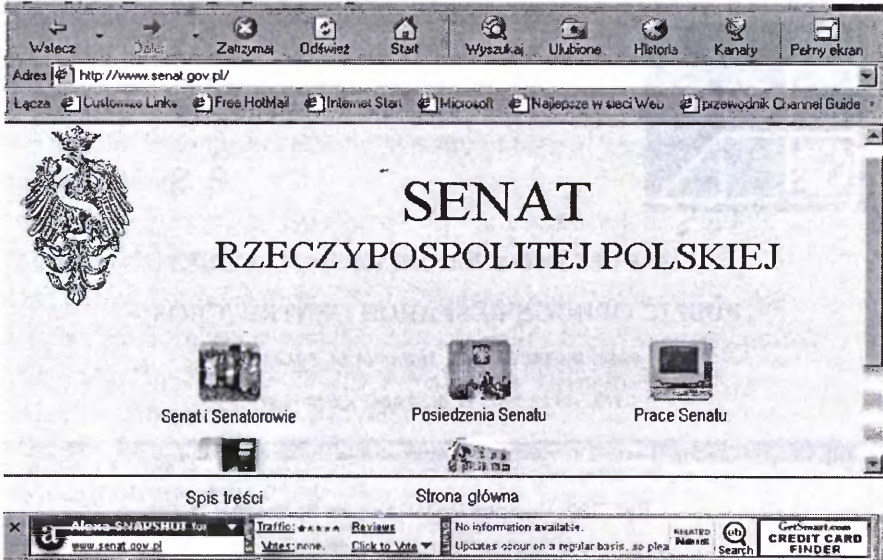 Wstecz Dalej Zatrzymaj Odśwież Start Wyszukaj Ulubione Historia Kanały Pełny ekran
Adres http://www.senat.gov.pl/
Łącza Customize Links Free HotMail Internet Start Microsoft Najlepsze w sieci Web przewodnik Channel Guide
SENAT
RZECZYPOSPOLITEJ POLSKIEJ
Senat i Senatorowie Posiedzenia Senatu Prace Senatu
Spis treści Strona główna
Alexa SNAPSHOT for Traffic: Reviews No information available. RELATED GetSmart.com
www.senat.gov.pl Votes: none. Click to Vote Updates occur on a regular basis, so plea Search CREDIT CARD
FINDER